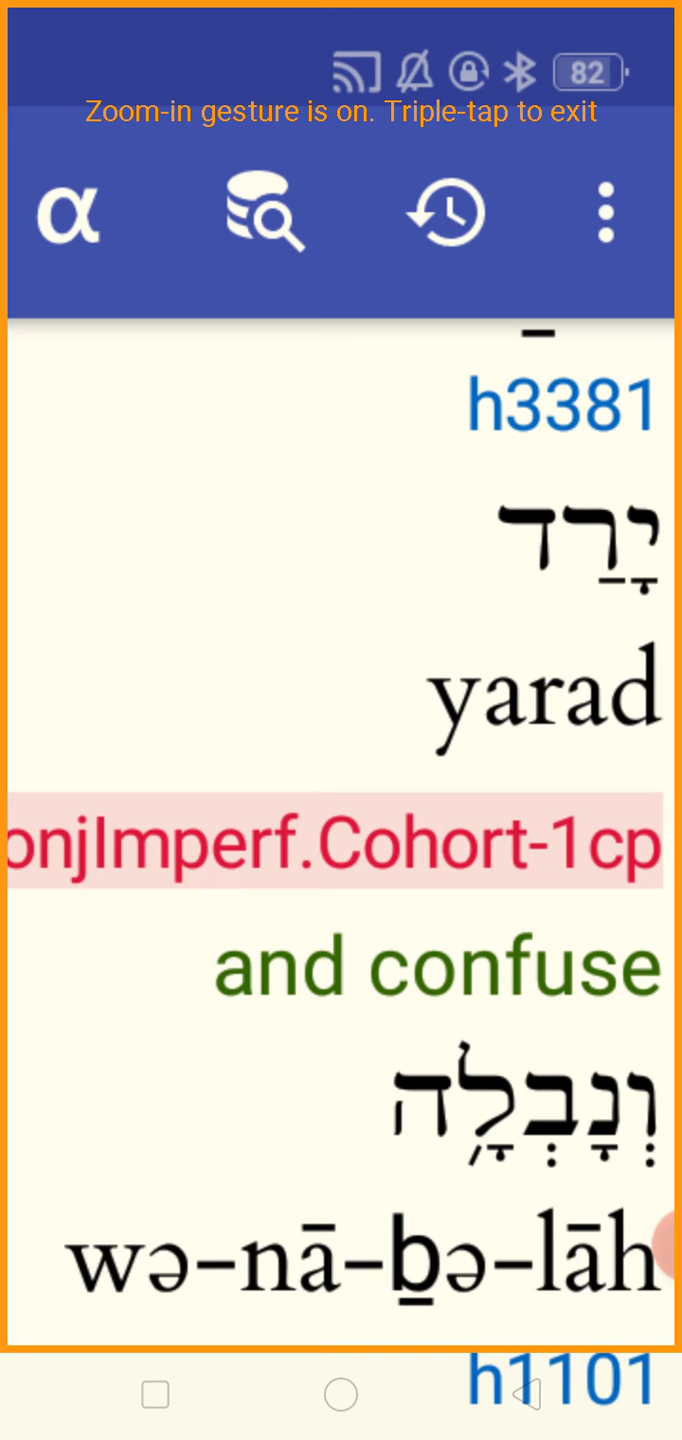 82
Zoom-in gesture is on. Triple-tap to exit
α
h3381
יָרַד
yarad
onjImperf.Cohort-1cp
and confuse
וְנָבְלָ֥ה
wə-nā-ḇə-lāh
h1101